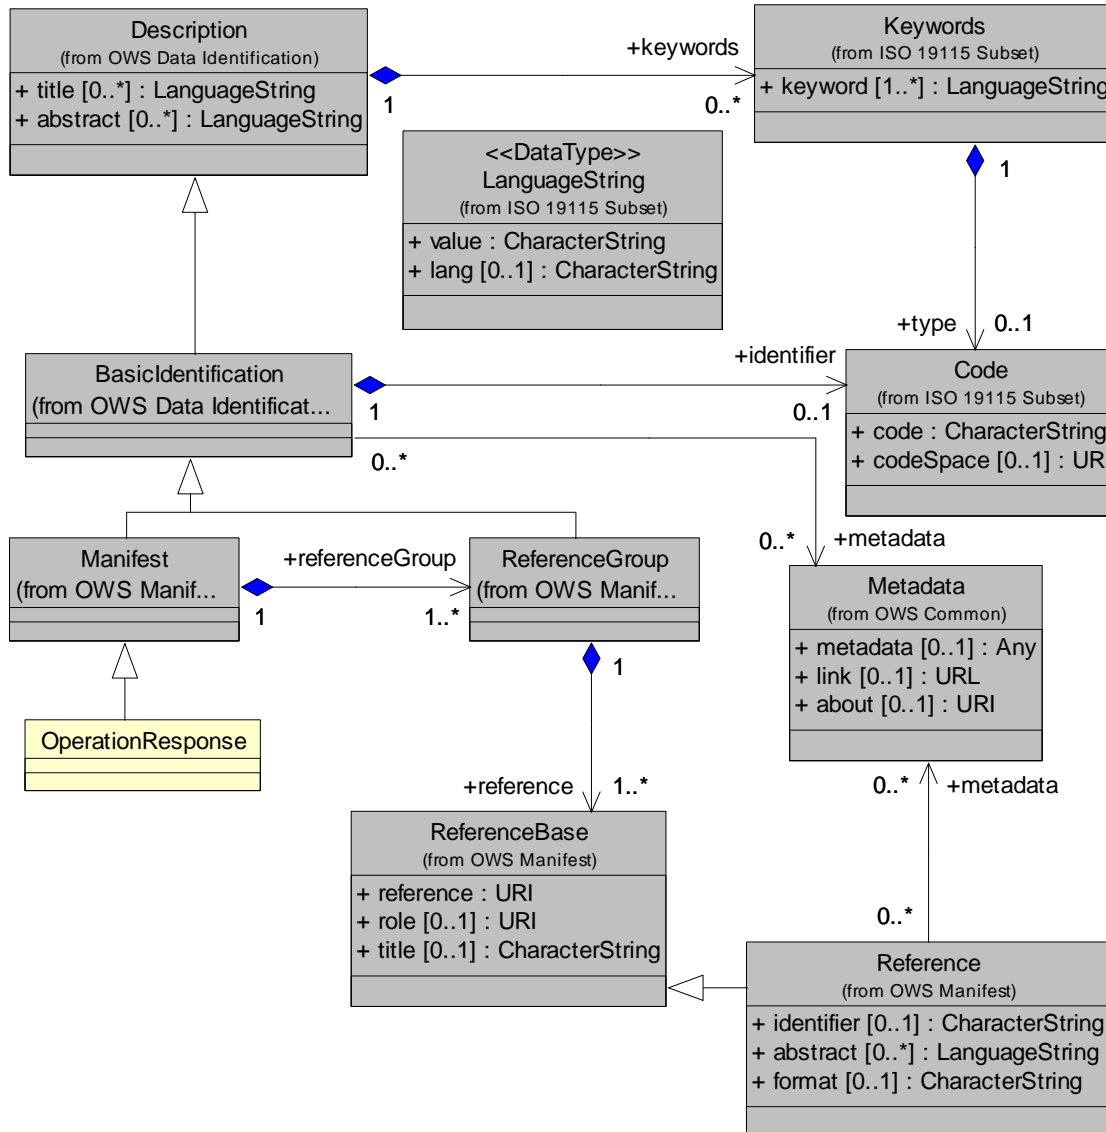 Description
(from OWS Data Identification)
+ title [0..*] : LanguageString
+ abstract [0..*] : LanguageString
+keywords
1
0..*
Keywords
(from ISO 19115 Subset)
+ keyword [1..*] : LanguageString
1
<<DataType>>
LanguageString
(from ISO 19115 Subset)
+ value : CharacterString
+ lang [0..1] : CharacterString
+type
0..1
BasicIdentification
(from OWS Data Identificat...
+identifier
1
0..1
Code
(from ISO 19115 Subset)
+ code : CharacterString
+ codeSpace [0..1] : UR
0..*
0..*
+metadata
Manifest
(from OWS Manif...
+referenceGroup
1
1..*
ReferenceGroup
(from OWS Manif...
1
Metadata
(from OWS Common)
+ metadata [0..1] : Any
+ link [0..1] : URL
+ about [0..1] : URI
OperationResponse
+reference
1..*
0..*
+metadata
ReferenceBase
(from OWS Manifest)
+ reference : URI
+ role [0..1] : URI
+ title [0..1] : CharacterString
0..*
Reference
(from OWS Manifest)
+ identifier [0..1] : CharacterString
+ abstract [0..*] : LanguageString
+ format [0..1] : CharacterString